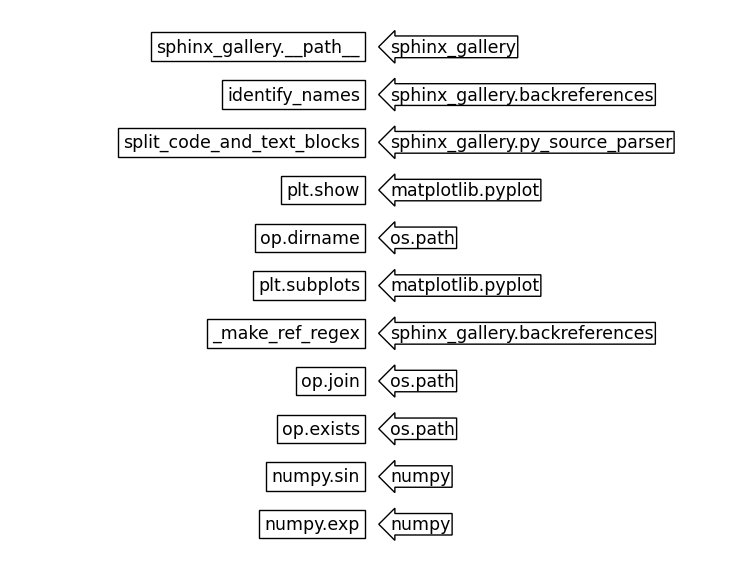 sphinx_gallery.__path__ sphinx_gallery
identify_names sphinx_gallery.backreferences
split_code_and_text_blocks sphinx_gallery.py_source_parser
plt.show matplotlib.pyplot
op.dirname os.path
plt.subplots matplotlib.pyplot
_make_ref_regex sphinx_gallery.backreferences
op.join os.path
op.exists os.path
numpy.sin numpy
numpy.exp numpy